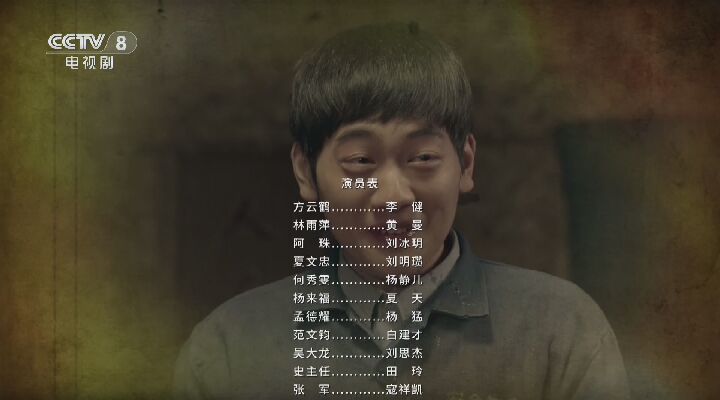 CCTV 8
电视剧
演员表
方云鹤............李 健
林雨萍............黄 曼
阿 珠............刘冰玥
夏文忠............刘明璟
何秀雯............杨静儿
杨来福............夏 天
孟德耀............杨 猛
范文钧............白建才
吴大龙............刘思杰
史主任............田 玲
张 军............寇祥凯